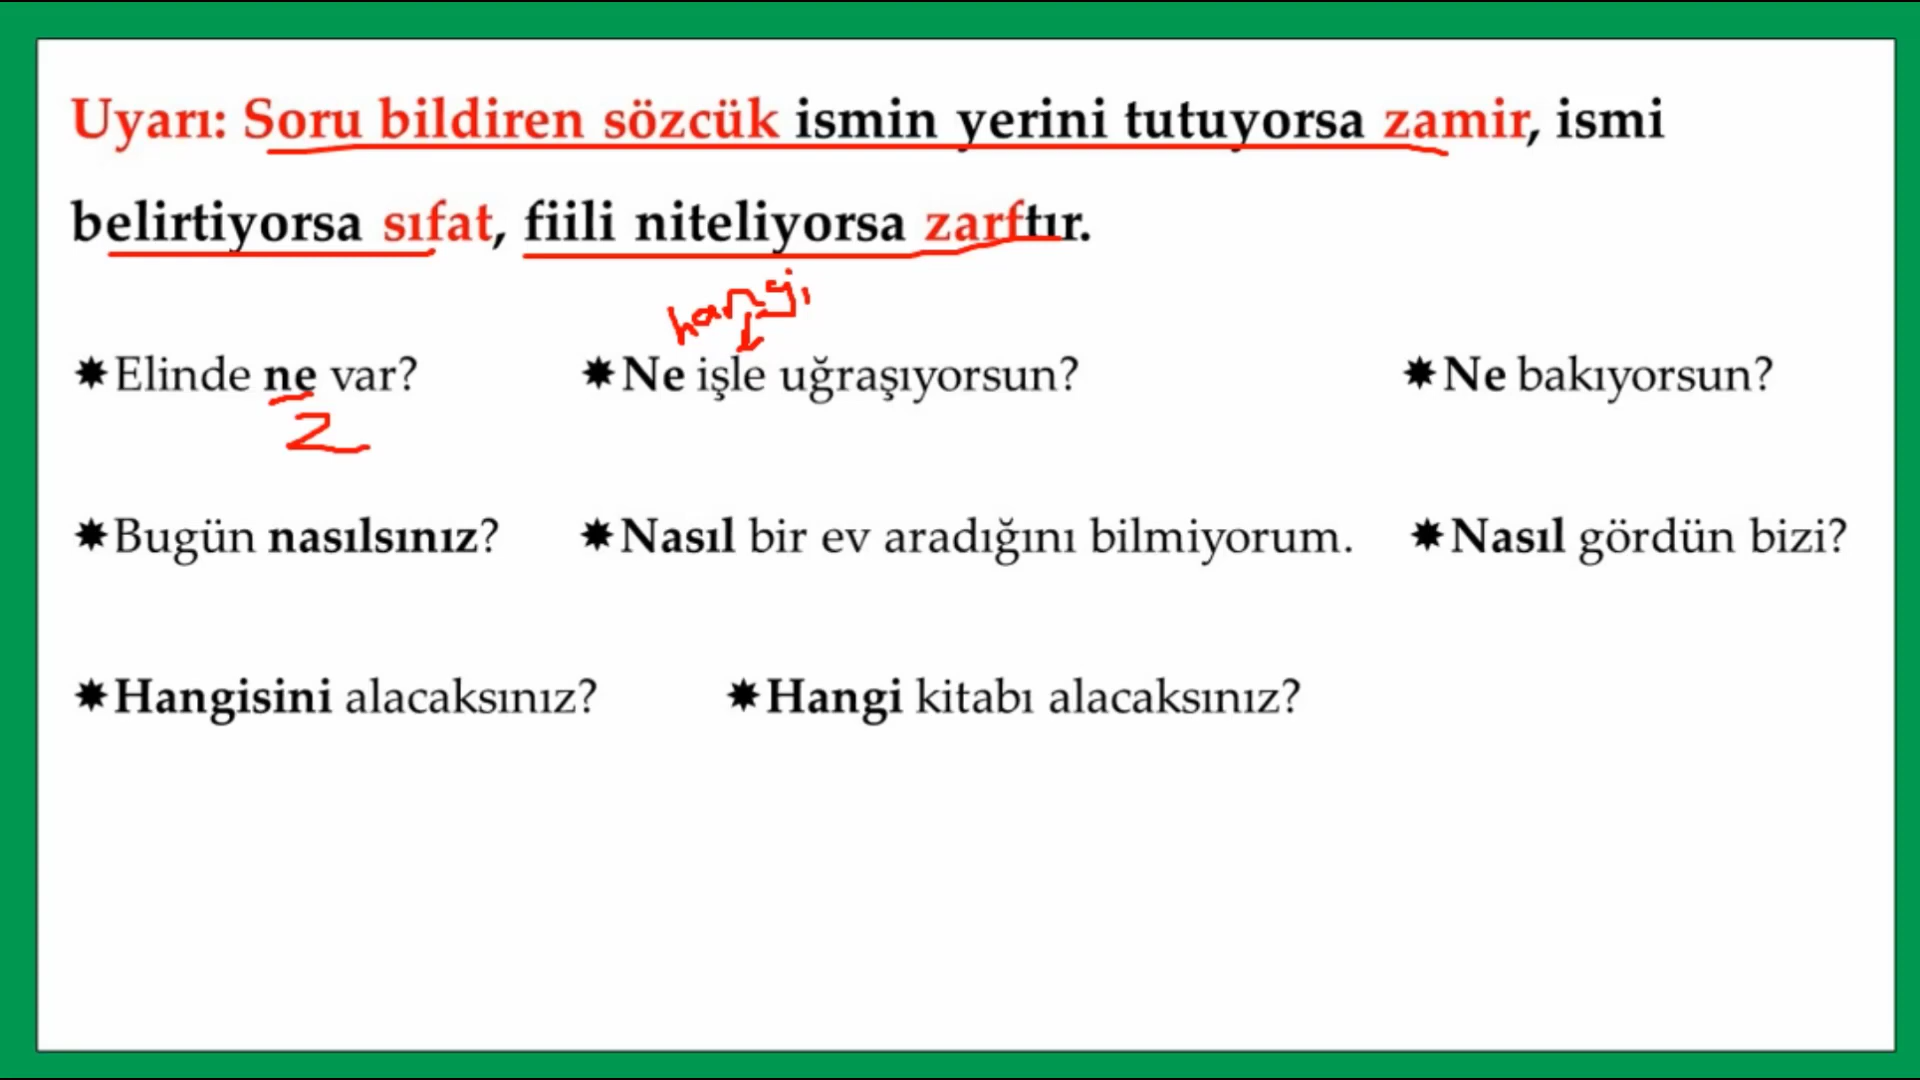 Uyarı: Soru bildiren sözcük ismin yerini tutuyorsa zamir, ismi
belirtiyorsa sıfat, fiili niteliyorsa zarftır.
hangi
✷Elinde ne var? ✷Ne işle uğraşıyorsun? ✷Ne bakıyorsun?
Z
✷Bugün nasılsınız? ✷Nasıl bir ev aradığını bilmiyorum. ✷Nasıl gördün bizi?
✷Hangisini alacaksınız? ✷Hangi kitabı alacaksınız?